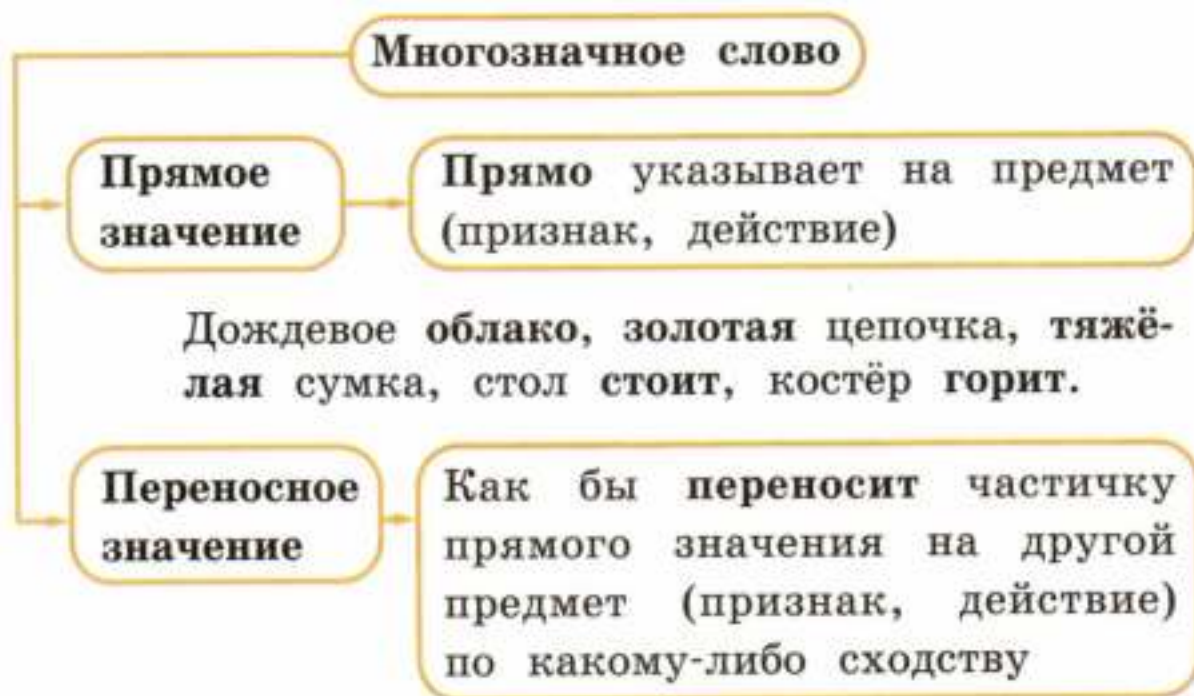 Многозначное слово
Прямое
значение
Прямо указывает на предмет
(признак, действие)
Дождевое облако, золотая цепочка, тяжё-
лая сумка, стол стоит, костёр горит.
Переносное
значение
Как бы переносит частичку
прямого значения на другой
предмет (признак, действие)
по какому-либо сходству